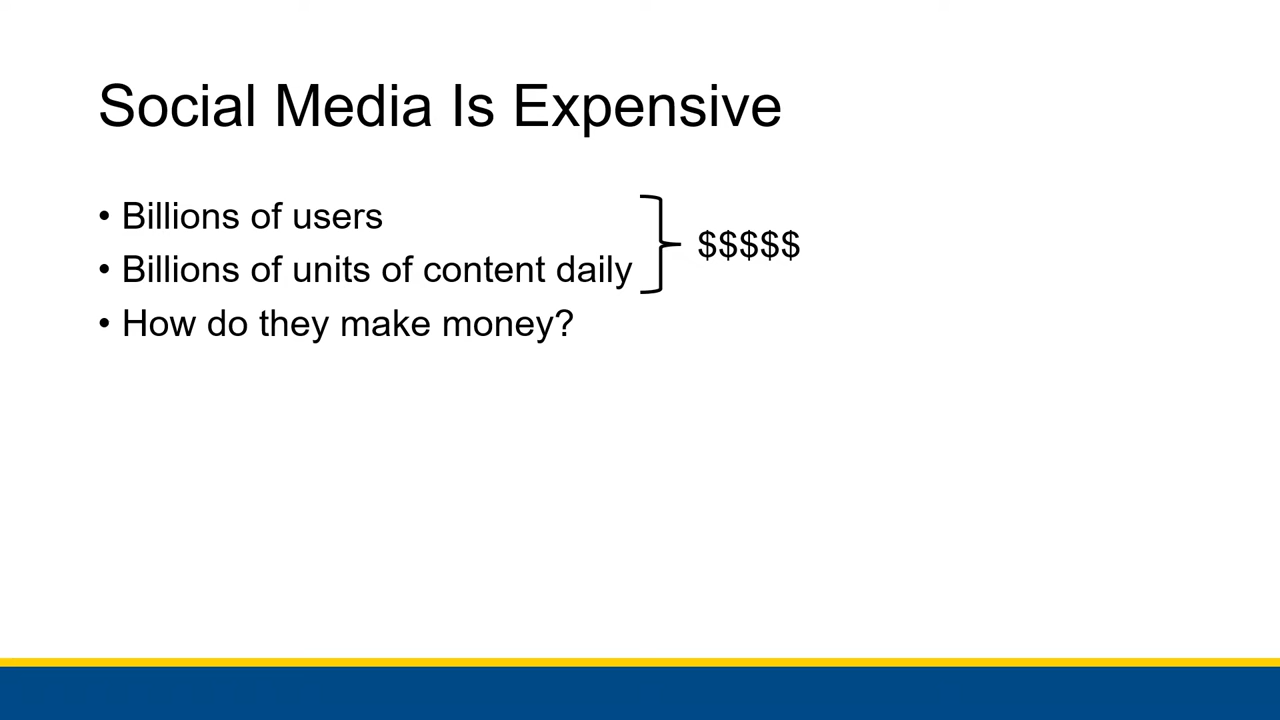 Social Media Is Expensive
• Billions of users
• Billions of units of content daily
$$$$$
• How do they make money?